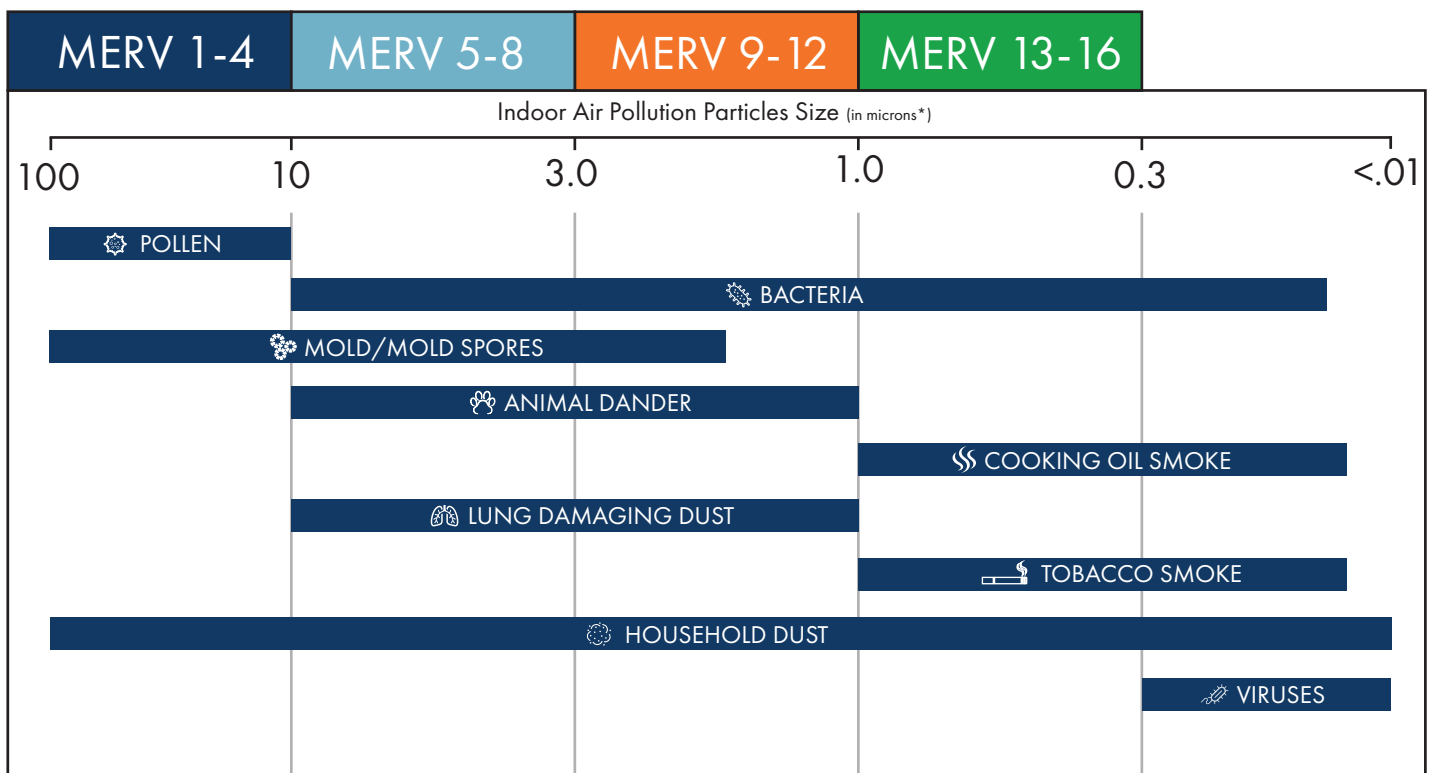 MERV 1-4 MERV 5-8 MERV 9-12 MERV 13-16
Indoor Air Pollution Particles Size (in microns*)
100 10 3.0 1.0 0.3 <.01
POLLEN
BACTERIA
MOLD/MOLD SPORES
ANIMAL DANDER
COOKING OIL SMOKE
LUNG DAMAGING DUST
TOBACCO SMOKE
HOUSEHOLD DUST
VIRUSES